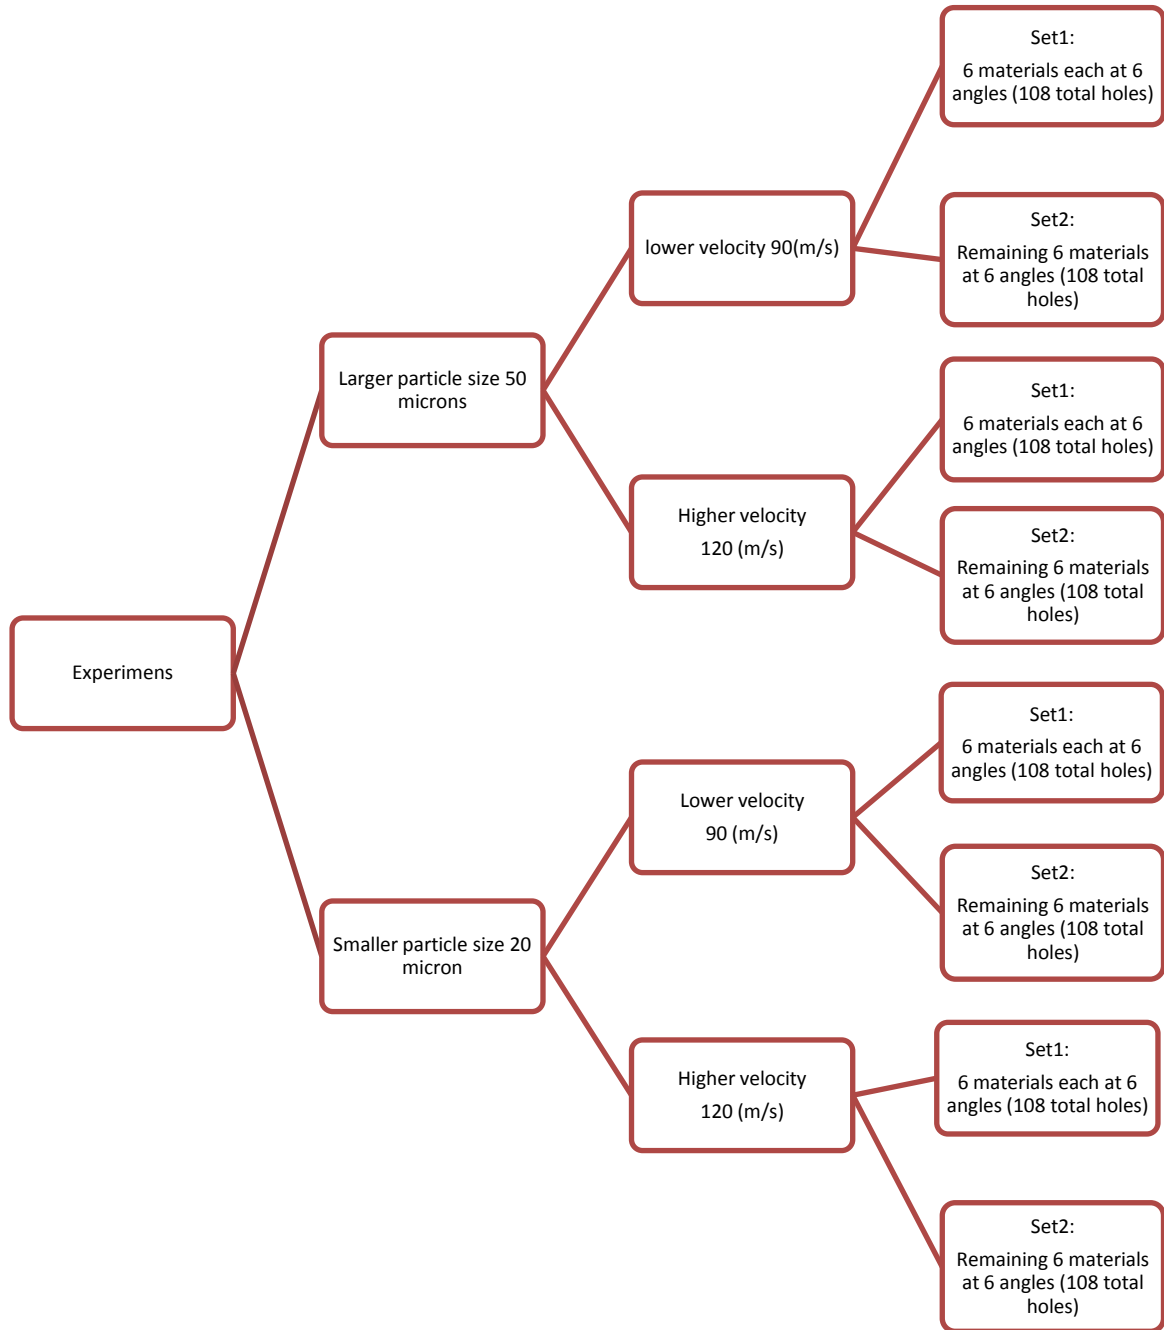 Experimens
Larger particle size 50
microns
lower velocity 90(m/s)
Set1:
6 materials each at 6
angles (108 total holes)
Set2:
Remaining 6 materials
at 6 angles (108 total
holes)
Higher velocity
120 (m/s)
Set1:
6 materials each at 6
angles (108 total holes)
Set2:
Remaining 6 materials
at 6 angles (108 total
holes)
Smaller particle size 20
micron
Lower velocity
90 (m/s)
Set1:
6 materials each at 6
angles (108 total holes)
Set2:
Remaining 6 materials
at 6 angles (108 total
holes)
Higher velocity
120 (m/s)
Set1:
6 materials each at 6
angles (108 total holes)
Set2:
Remaining 6 materials
at 6 angles (108 total
holes)